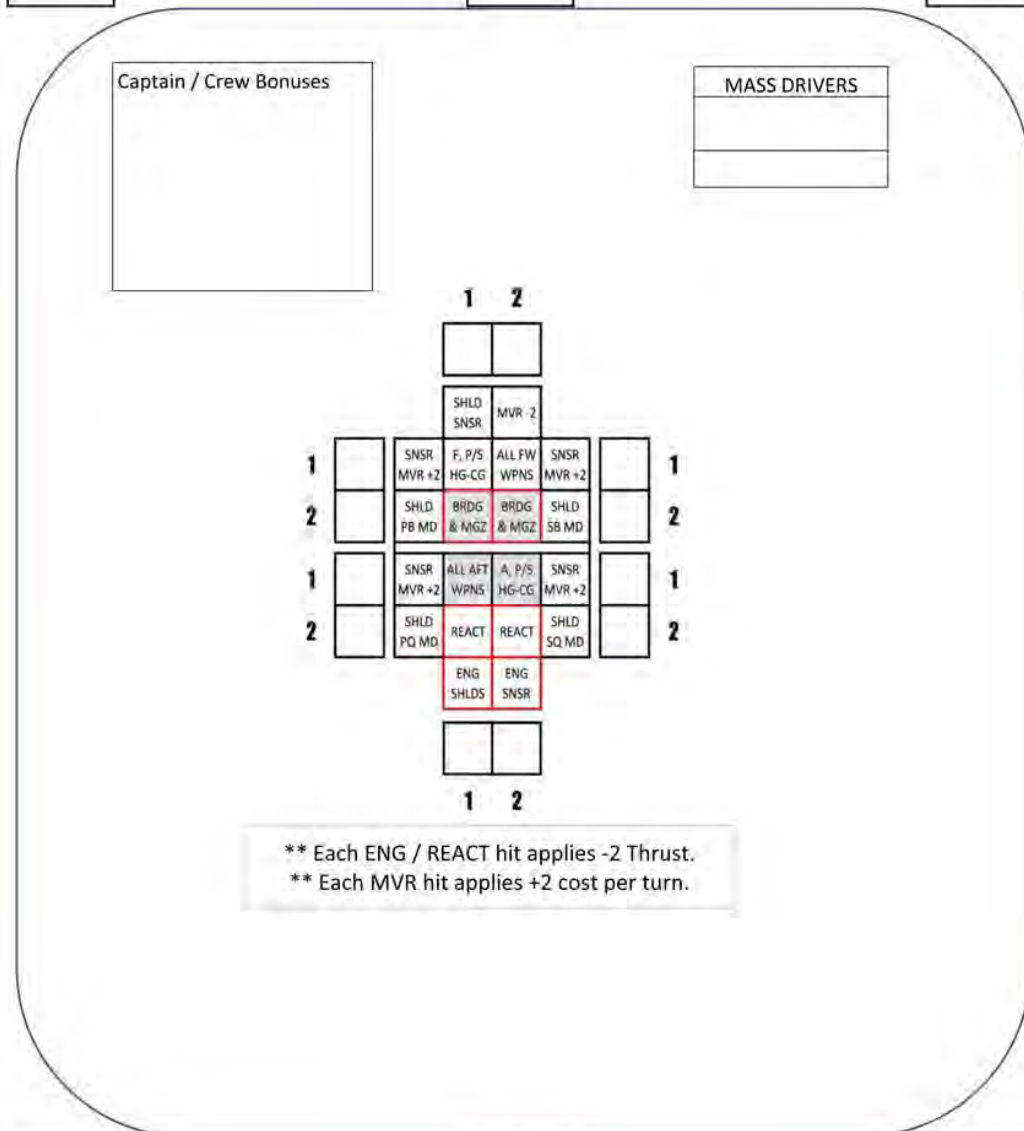 Captain / Crew Bonuses
MASS DRIVERS
1 2
SHLD MVR -2
SNSR
SNSR F, P/S ALL FW SNSR
1 MVR +2 HG-CG WPNS MVR +2 1
SHLD BRDG BRDG SHLD
2 PB MD & MGZ & MGZ SB MD 2
SNSR ALL AFT A, P/S SNSR
1 MVR +2 WPNS HG-CG MVR +2 1
SHLD REACT REACT SHLD
2 PQ MD SQ MD 2
ENG ENG
SHLDS SNSR
1 2
** Each ENG / REACT hit applies -2 Thrust.
** Each MVR hit applies +2 cost per turn.